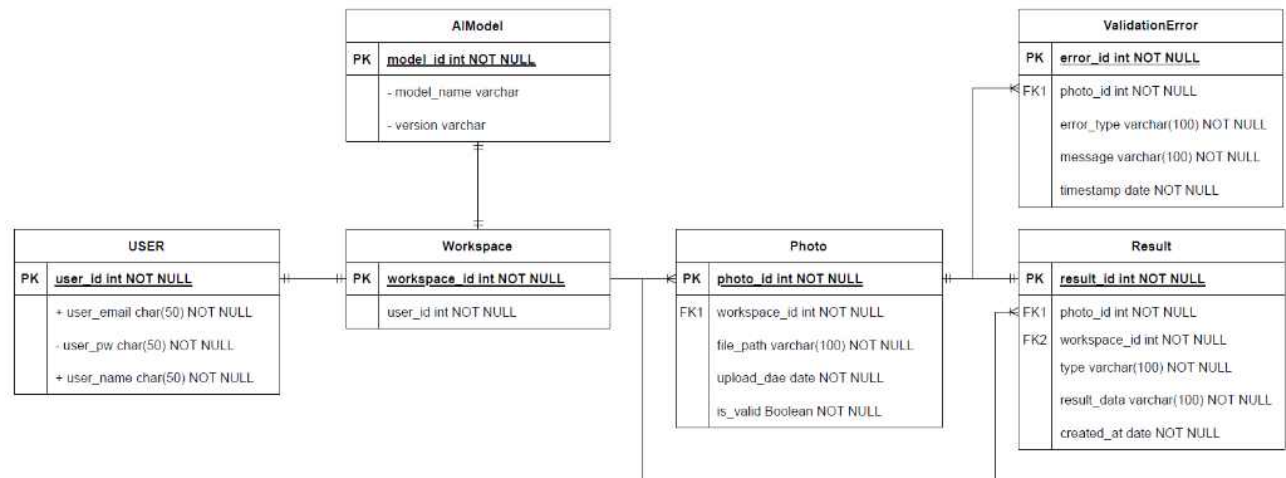 AIModel
PK model_id int NOT NULL
- model_name varchar
- version varchar
ValidationError
PK error_id int NOT NULL
FK1 photo_id int NOT NULL
error_type varchar(100) NOT NULL
message varchar(100) NOT NULL
timestamp date NOT NULL
USER
PK user_id int NOT NULL
+ user_email char(50) NOT NULL
- user_pw char(50) NOT NULL
+ user_name char(50) NOT NULL
Workspace
PK workspace_id int NOT NULL
user_id int NOT NULL
Photo
PK photo_id int NOT NULL
FK1 workspace_id int NOT NULL
file_path varchar(100) NOT NULL
upload_dae date NOT NULL
is_valid Boolean NOT NULL
Result
PK result_id int NOT NULL
FK1 photo_id int NOT NULL
FK2 workspace_id int NOT NULL
type varchar(100) NOT NULL
result_data varchar(100) NOT NULL
created_at date NOT NULL